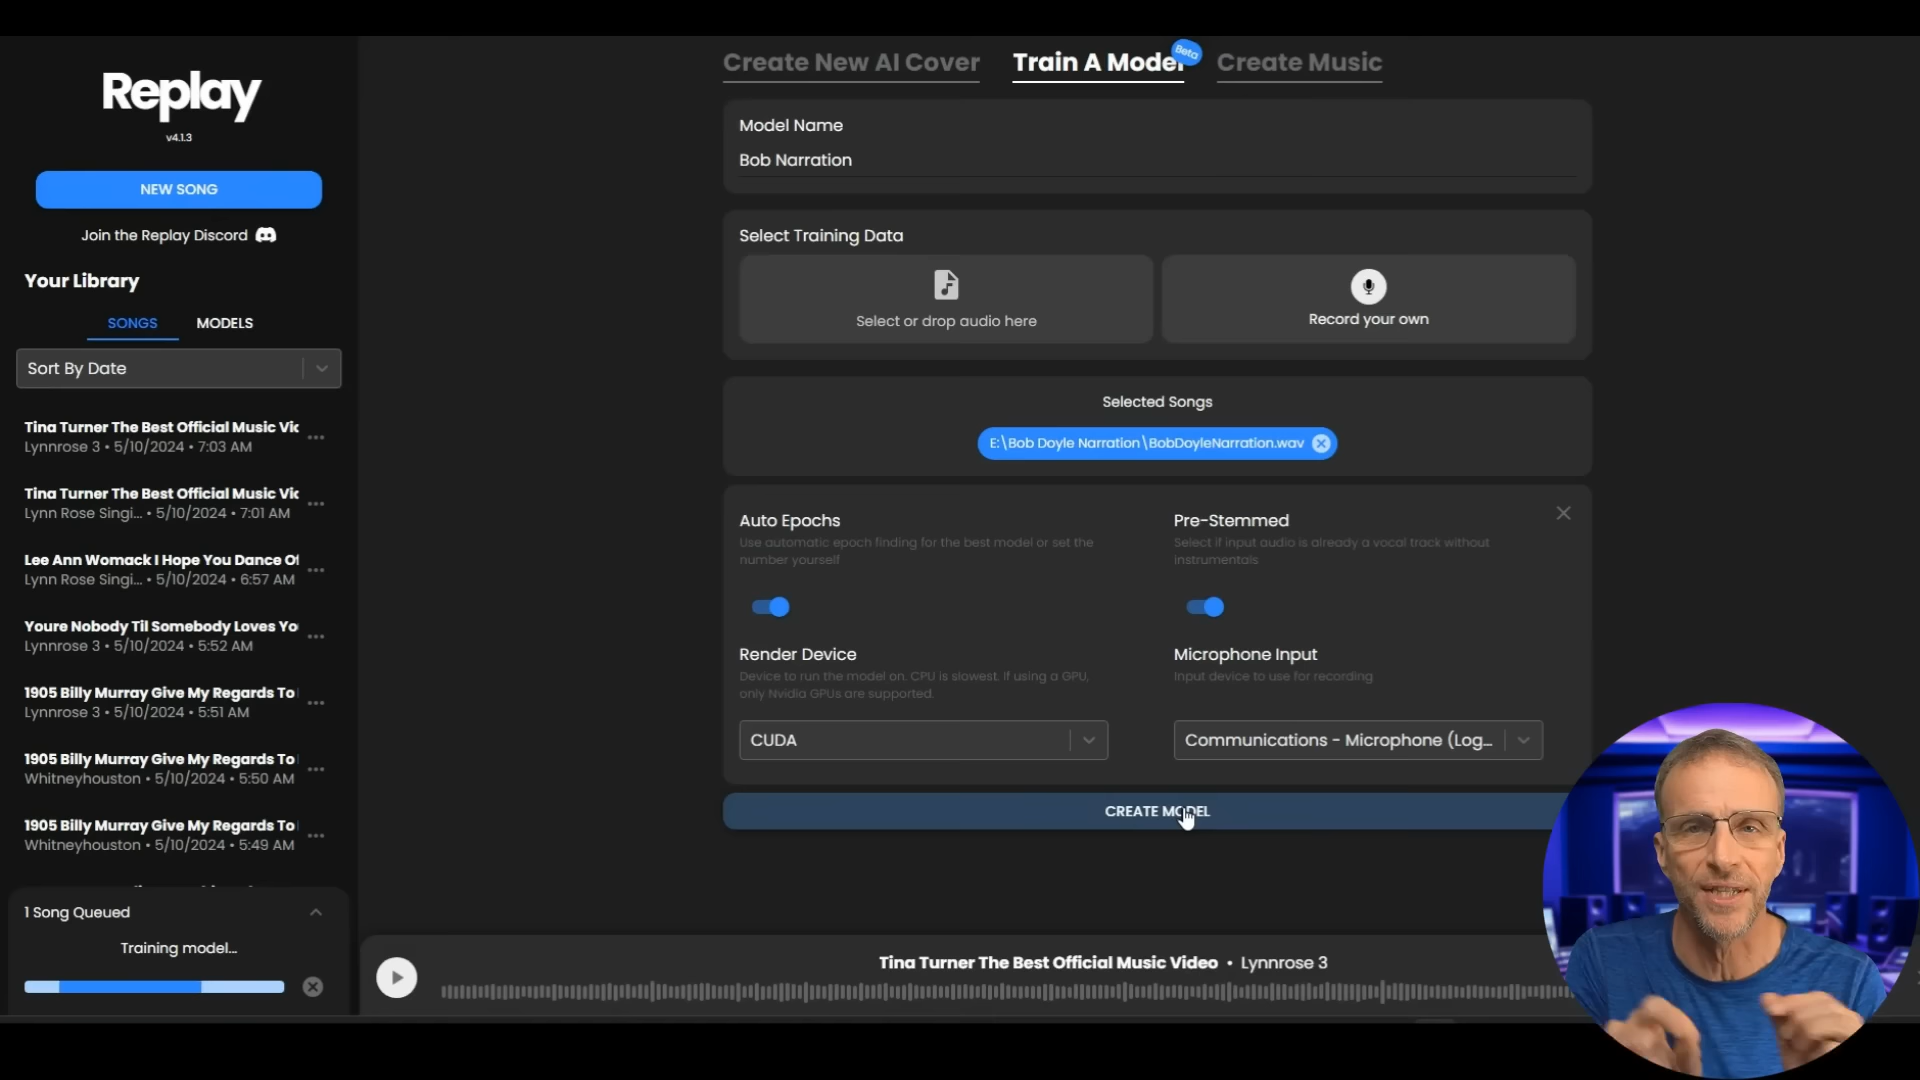 Replay
v4.1.3
NEW SONG
Join the Replay Discord
Your Library
SONGS
MODELS
Sort By Date
Tina Turner The Best Official Music Vic
Lynnrose 3 • 5/10/2024 • 7:03 AM
Tina Turner The Best Official Music Vic
Lynn Rose Singi... • 5/10/2024 • 7:01 AM
Lee Ann Womack I Hope You Dance Of
Lynn Rose Singi... • 5/10/2024 • 6:57 AM
Youre Nobody Til Somebody Loves Yo
Lynnrose 3 • 5/10/2024 • 5:52 AM
1905 Billy Murray Give My Regards To
Lynnrose 3 • 5/10/2024 • 5:51 AM
1905 Billy Murray Give My Regards To
Whitneyhouston • 5/10/2024 • 5:50 AM
1905 Billy Murray Give My Regards To
Whitneyhouston • 5/10/2024 • 5:49 AM
1 Song Queued
Training model...
Create New AI Cover
Train A Model
Beta
Create Music
Model Name
Bob Narration
Select Training Data
Select or drop audio here
Record your own
Selected Songs
E:\Bob Doyle Narration\BobDoyleNarration.wav
Auto Epochs
Use automatic epoch finding for the best model or set the
number yourself
Pre-Stemmed
Select if input audio is already a vocal track without
instrumentals
Render Device
Device to run the model on. CPU is slowest. If using a GPU,
only Nvidia GPUs are supported.
CUDA
Microphone Input
Input device to use for recording
Communications - Microphone (Log...
CREATE MODEL
Tina Turner The Best Official Music Video • Lynnrose 3